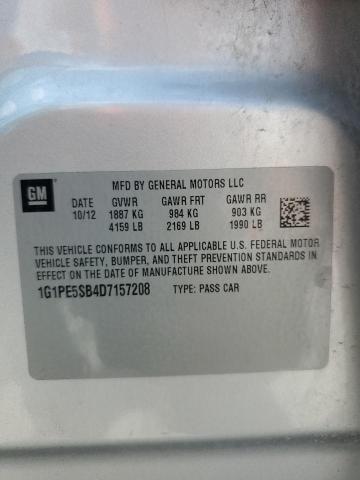 GM
MFD BY GENERAL MOTORS LLC
DATE GVWR GAWR FRT GAWR RR
10/12 1887 KG 984 KG 903 KG
4159 LB 2169 LB 1990 LB
THIS VEHICLE CONFORMS TO ALL APPLICABLE U.S. FEDERAL MOTOR
VEHICLE SAFETY, BUMPER, AND THEFT PREVENTION STANDARDS
IN EFFECT ON THE DATE OF MANUFACTURE SHOWN ABOVE.
1G1PE5SB4D7157208 TYPE: PASS CAR